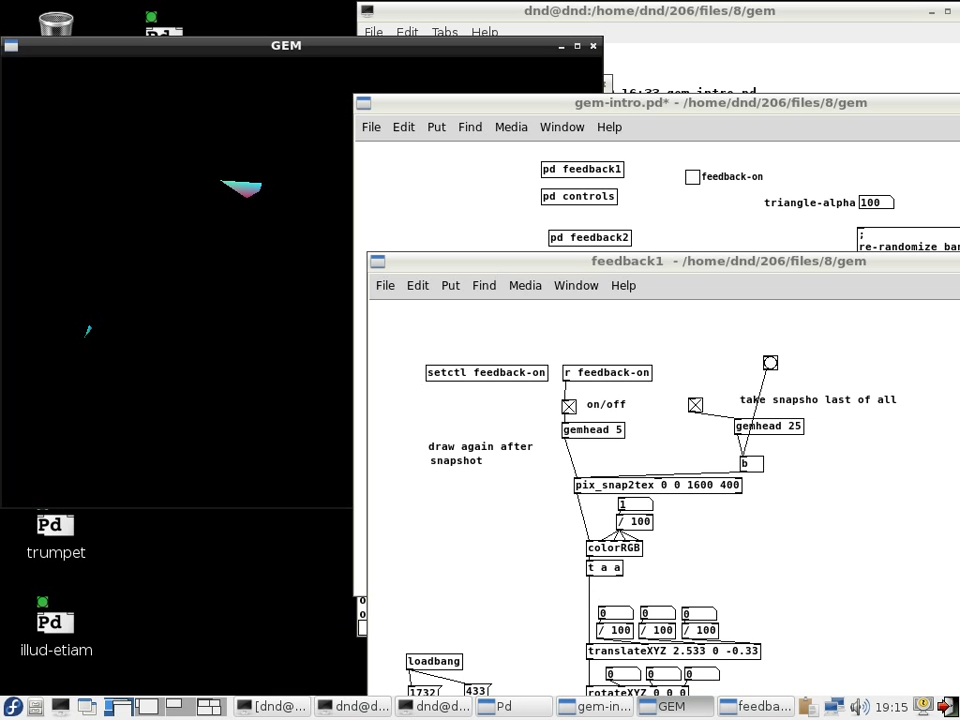 dnd@dnd:/home/dnd/206/files/8/gem
File Edit Tabs Help
GEM
16:33 gem-intro.pd
gem-intro.pd* - /home/dnd/206/files/8/gem
File Edit Put Find Media Window Help
pd feedback1
feedback-on
pd controls
triangle-alpha 100
pd feedback2
;
re-randomize
feedback1 - /home/dnd/206/files/8/gem
File Edit Put Find Media Window Help
setctl feedback-on
r feedback-on
on/off
take snapsho last of all
gemhead 5
gemhead 25
draw again after
snapshot
b
pix_snap2tex 0 0 1600 400
1
/ 100
colorRGB
t a a
0 0 0
/ 100 / 100 / 100
translateXYZ 2.533 0 -0.33
loadbang
0 0 0
1732 433
rotateXYZ 0 0 0
Pd
Pd
trumpet
Pd
illud-etiam
[dnd@...
dnd@d...
dnd@d...
Pd
gem-in...
GEM
feedba...
19:15